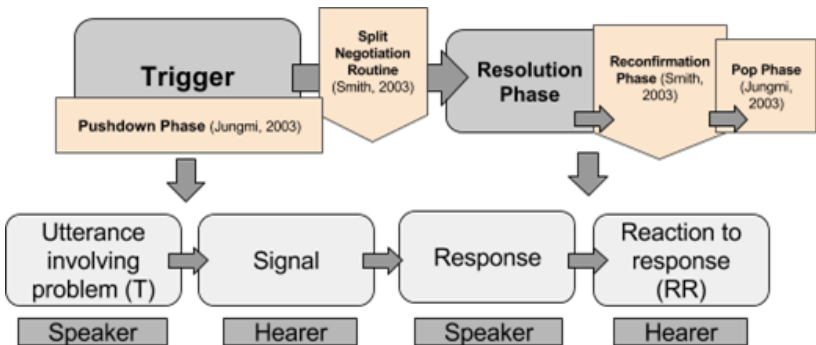 Trigger
Pushdown Phase (Jungmi, 2003)
Split
Negotiation
Routine
(Smith, 2003)
Resolution
Phase
Reconfirmation
Phase (Smith,
2003)
Pop Phase
(Jungmi,
2003)
Utterance
involving
problem (T)
Signal
Response
Reaction to
response
(RR)
Speaker
Hearer
Speaker
Hearer